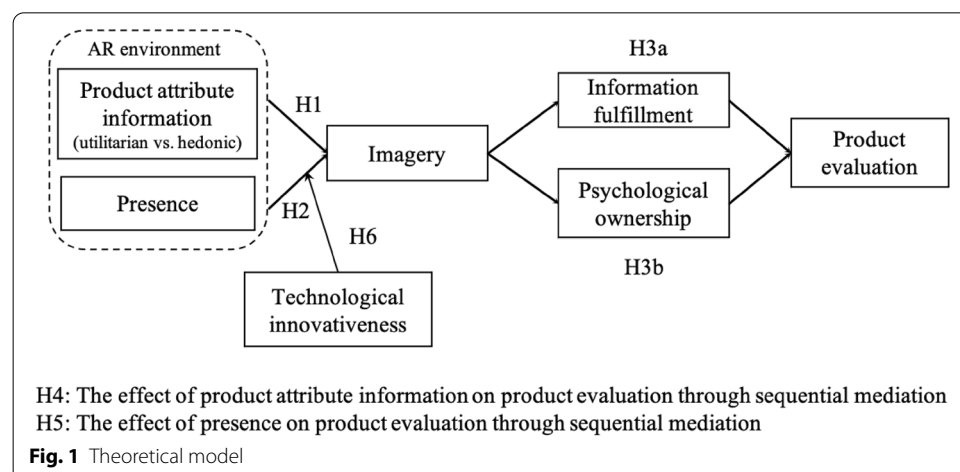 AR environment
Product attribute
information
(utilitarian vs. hedonic)
Presence
H1
H2
H6
Imagery
Technological
innovativeness
H3a
Information
fulfillment
Psychological
ownership
H3b
Product
evaluation
H4: The effect of product attribute information on product evaluation through sequential mediation
H5: The effect of presence on product evaluation through sequential mediation
Fig. 1 Theoretical model